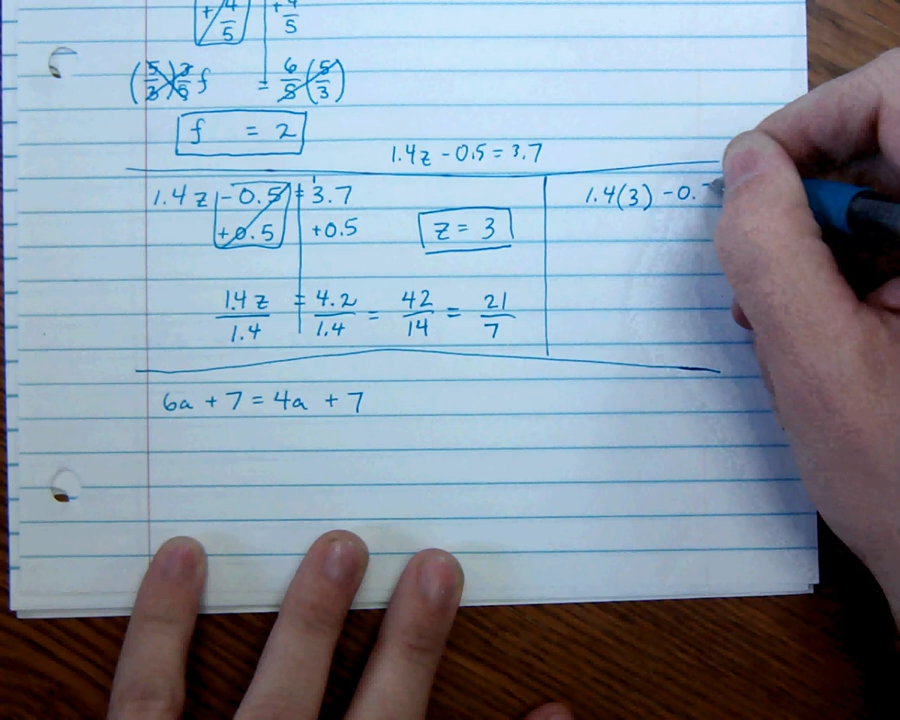 + 4/5 + 4/5
(5/3) 3/5 f = 6/5 (5/3)
f = 2
1.4z - 0.5 = 3.7
1.4z - 0.5 = 3.7
+0.5 +0.5
z = 3
1.4z/1.4 = 4.2/1.4 = 42/14 = 21/7
1.4(3) - 0.
6a + 7 = 4a + 7